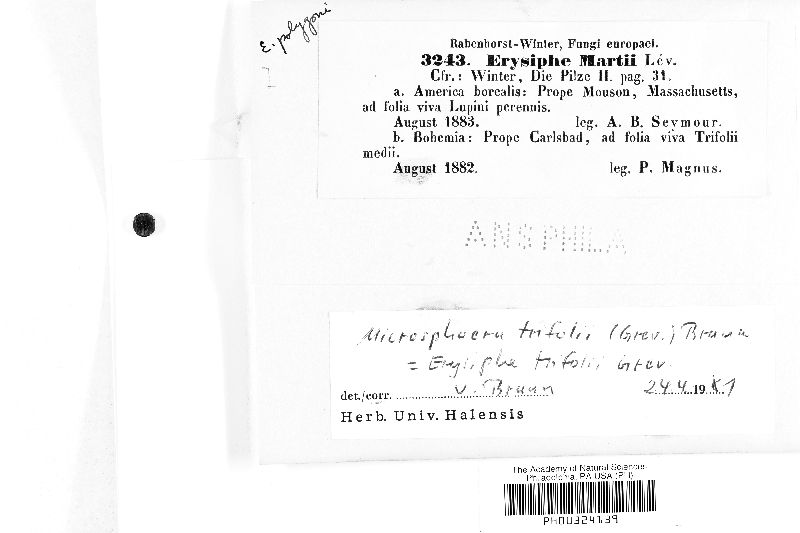 E. polygoni
Rabenhorst-Winter, Fungi europaei.
3243. Erysiphe Martii Lév.
Cfr.: Winter, Die Pilze II. pag. 31.
a. America borealis: Prope Mouson, Massachusetts,
ad folia viva Lupini perennis.
August 1883. leg. A. B. Seymour.
b. Bohemia: Prope Carlsbad, ad folia viva Trifolii
medii.
August 1882. leg. P. Magnus.
ANSPHILA
Microsphaera trifolii (Grev.) Braun
= Erysiphe trifolii Grev.
det./corr. U. Braun 24.4.1981
Herb. Univ. Halensis
The Academy of Natural Sciences
Philadelphia, PA USA (PH)
PH00324139